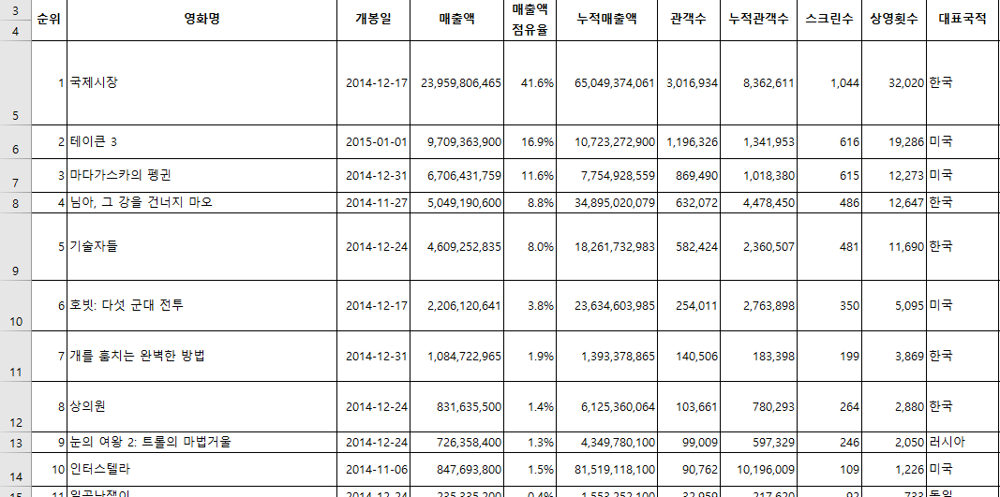 3
4
순위 영화명 개봉일 매출액 매출액 점유율 누적매출액 관객수 누적관객수 스크린수 상영횟수 대표국적
5 1 국제시장 2014-12-17 23,959,806,465 41.6% 65,049,374,061 3,016,934 8,362,611 1,044 32,020 한국
6 2 테이큰 3 2015-01-01 9,709,363,900 16.9% 10,723,272,900 1,196,326 1,341,953 616 19,286 미국
7 3 마다가스카의 펭귄 2014-12-31 6,706,431,759 11.6% 7,754,928,559 869,490 1,018,380 615 12,273 미국
8 4 님아, 그 강을 건너지 마오 2014-11-27 5,049,190,600 8.8% 34,895,020,079 632,072 4,478,450 486 12,647 한국
9 5 기술자들 2014-12-24 4,609,252,835 8.0% 18,261,732,983 582,424 2,360,507 481 11,690 한국
10 6 호빗: 다섯 군대 전투 2014-12-17 2,206,120,641 3.8% 23,634,603,985 254,011 2,763,898 350 5,095 미국
11 7 개를 훔치는 완벽한 방법 2014-12-31 1,084,722,965 1.9% 1,393,378,865 140,506 183,398 199 3,869 한국
12 8 상의원 2014-12-24 831,635,500 1.4% 6,125,360,064 103,661 780,293 264 2,880 한국
13 9 눈의 여왕 2: 트롤의 마법거울 2014-12-24 726,358,400 1.3% 4,349,780,100 99,009 597,329 246 2,050 러시아
14 10 인터스텔라 2014-11-06 847,693,800 1.5% 81,519,118,100 90,762 10,196,009 109 1,226 미국